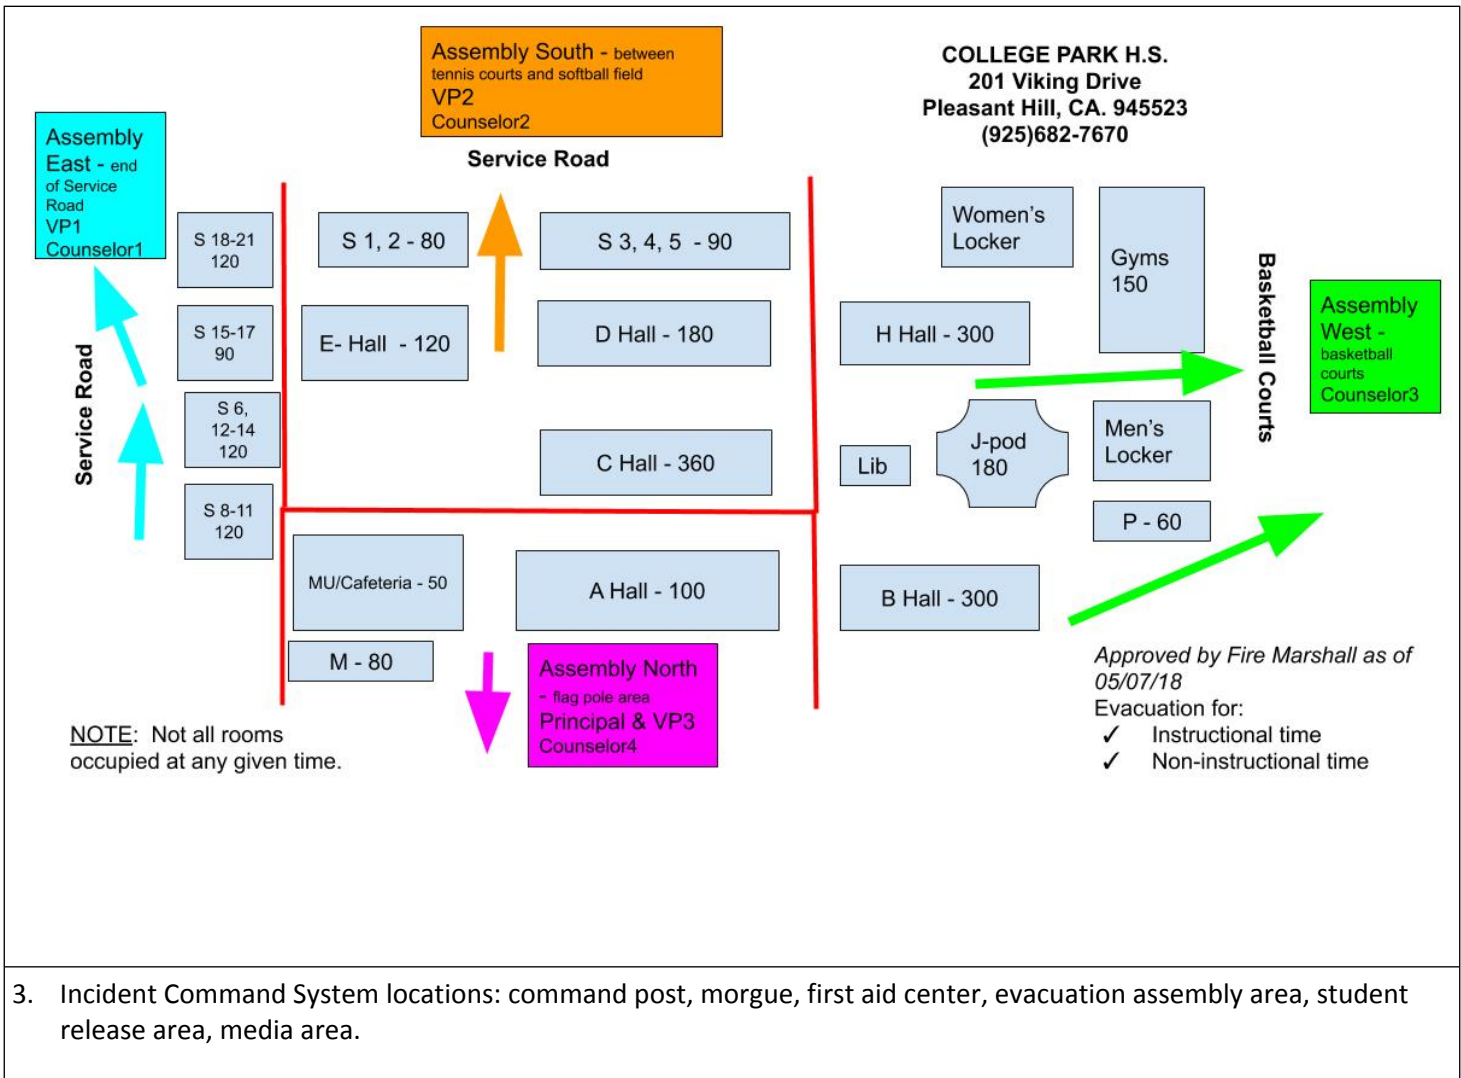 Assembly South - between
tennis courts and softball field
VP2
Counselor2
COLLEGE PARK H.S.
201 Viking Drive
Pleasant Hill, CA. 945523
(925)682-7670
Assembly
East - end
of Service
Road
VP1
Counselor1
Service Road
S 18-21
120
S 1, 2 - 80
S 3, 4, 5 - 90
Women's
Locker
Gyms
150
Basketball Courts
Assembly
West -
basketball
courts
Counselor3
S 15-17
90
E- Hall - 120
D Hall - 180
H Hall - 300
Service Road
S 6,
12-14
120
C Hall - 360
Lib
J-pod
180
Men's
Locker
S 8-11
120
P - 60
MU/Cafeteria - 50
A Hall - 100
B Hall - 300
M - 80
Assembly North
- flag pole area
Principal & VP3
Counselor4
Approved by Fire Marshall as of
05/07/18
Evacuation for:
✓ Instructional time
✓ Non-instructional time
NOTE: Not all rooms
occupied at any given time.
3. Incident Command System locations: command post, morgue, first aid center, evacuation assembly area, student
release area, media area.